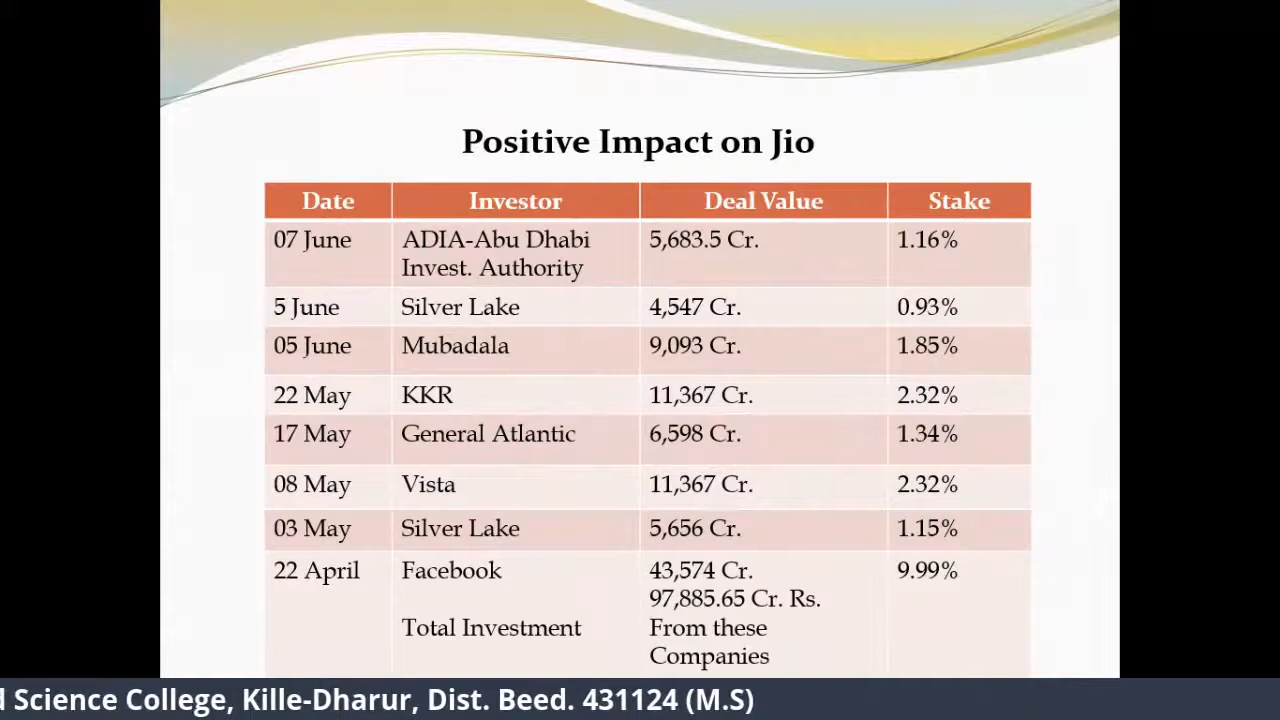 Positive Impact on Jio
Date Investor Deal Value Stake
07 June ADIA-Abu Dhabi 5,683.5 Cr. 1.16%
Invest. Authority
5 June Silver Lake 4,547 Cr. 0.93%
05 June Mubadala 9,093 Cr. 1.85%
22 May KKR 11,367 Cr. 2.32%
17 May General Atlantic 6,598 Cr. 1.34%
08 May Vista 11,367 Cr. 2.32%
03 May Silver Lake 5,656 Cr. 1.15%
22 April Facebook 43,574 Cr. 9.99%
97,885.65 Cr. Rs.
Total Investment From these
Companies
Science College, Kille-Dharur, Dist. Beed. 431124 (M.S)